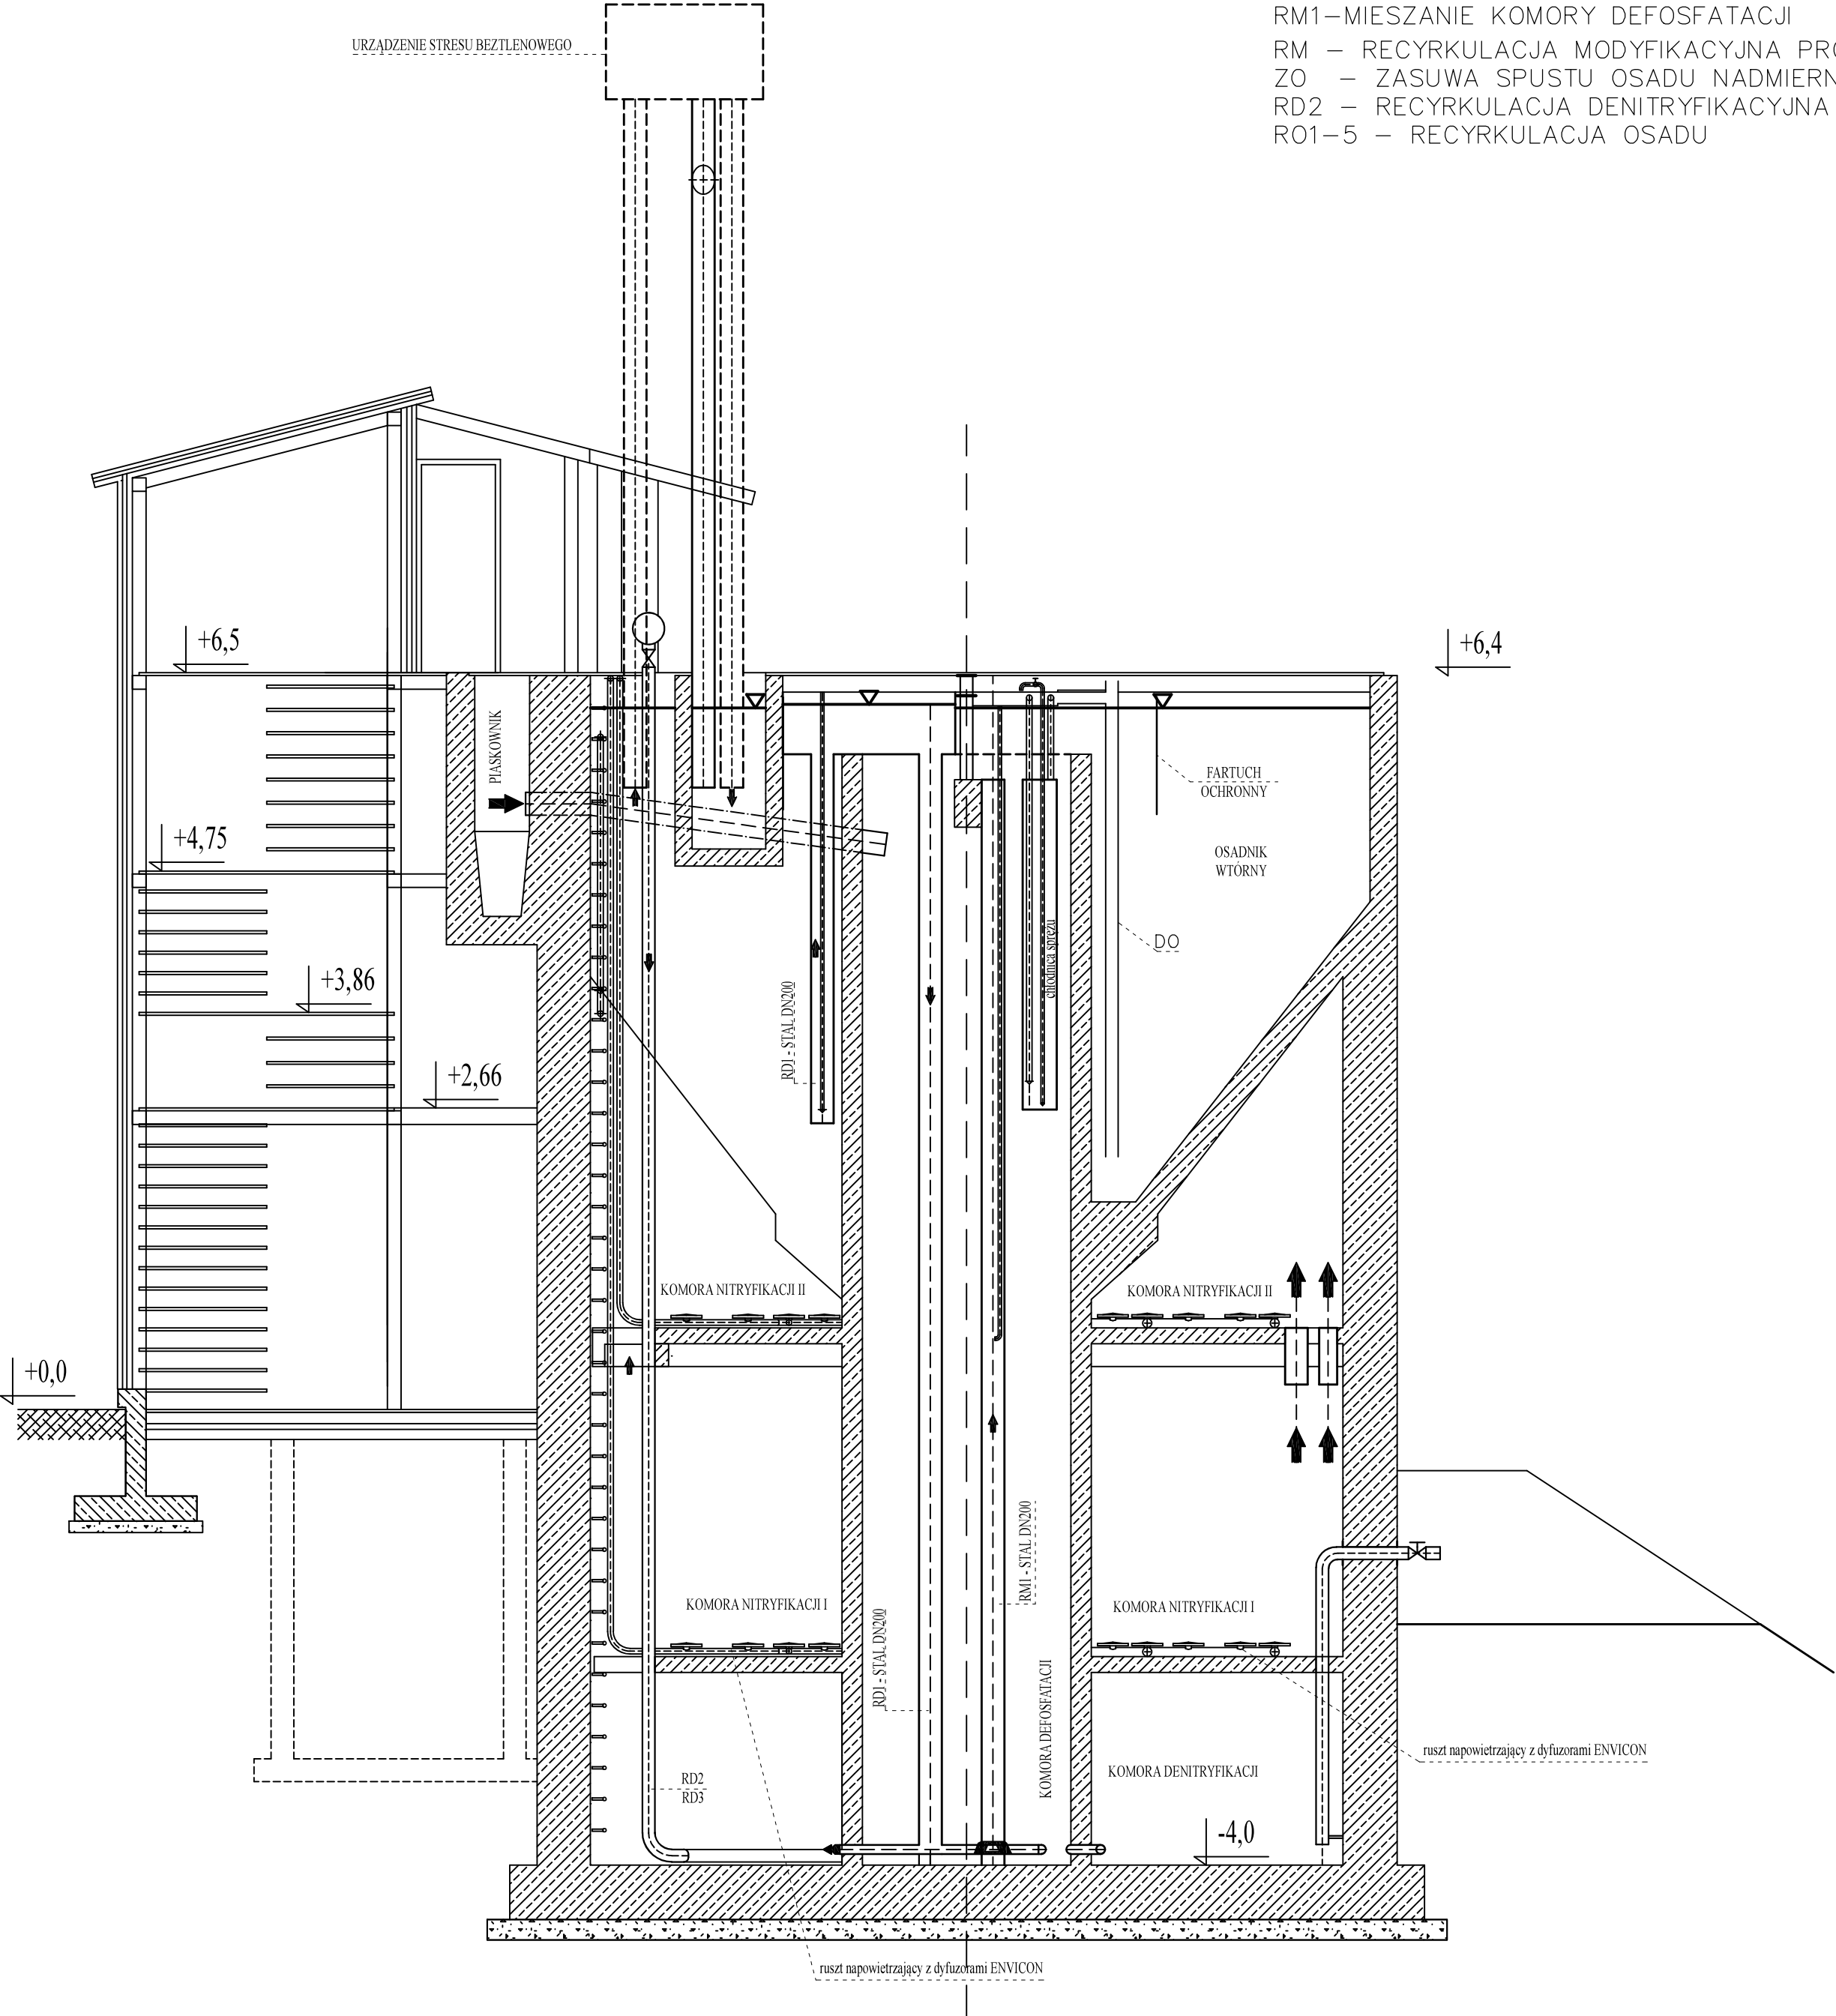 RM1-MIESZANIE KOMORY DEFOSFATACJI
RM - RECYRKULACJA MODYFIKACYJNA
ZO - ZASUWA SPUSTU OSADU
RD2 - RECYRKULACJA DENITRYFIKACYJNA
RO1-5 - RECYRKULACJA OSADU
URZĄDZENIE STRESU BEZTLENOWEGO
+6,5
+6,4
PIASKOWNIK
FARTUCH
OCHRONNY
+4,75
OSADNIK
WTÓRNY
chłodnica sprężu
DO
+3,86
RD1 - STAL DN200
+2,66
KOMORA NITRYFIKACJI II
KOMORA NITRYFIKACJI II
+0,0
RM1 - STAL DN200
KOMORA NITRYFIKACJI I
KOMORA NITRYFIKACJI I
RD1 - STAL DN200
KOMORA DEFOSFATACJI
ruszt napowietrzający z dyfuzorami ENVICON
KOMORA DENITRYFIKACJI
RD2
RD3
-4,0
ruszt napowietrzający z dyfuzorami ENVICON